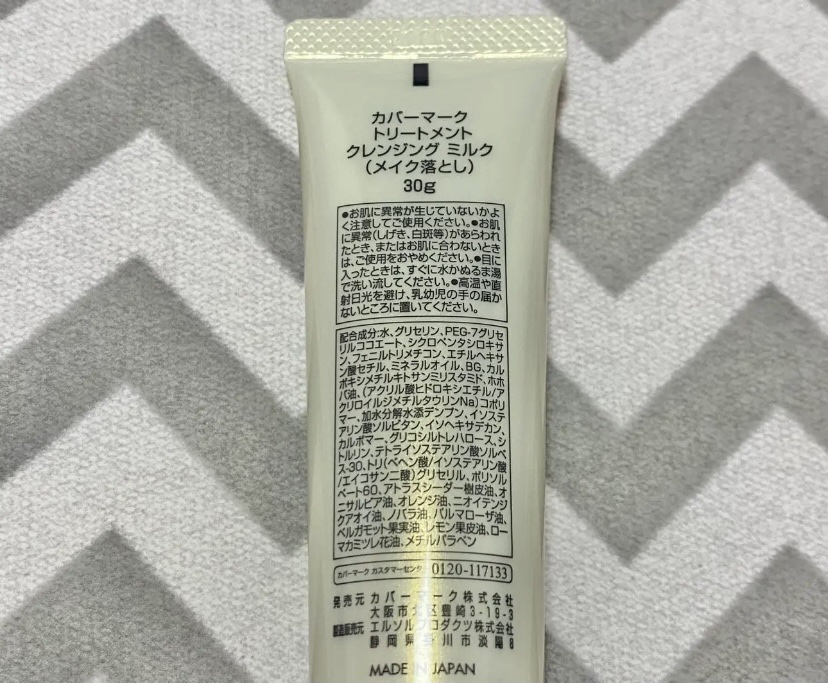 カバーマーク
トリートメント
クレンジング ミルク
(メイク落とし)
30g
●お肌に異常が生じていないかよ
く注意してご使用ください。●お肌
に異常(しげき、白斑等)があらわれ
たとき、またはお肌に合わないとき
は、ご使用をおやめください。●目に
入ったときは、すぐに水かぬるま湯
で洗い流してください。●高温や直
射日光を避け、乳幼児の手の届か
ないところに置いてください。
配合成分:水、グリセリン、PEG-7グリセ
リルココエート、シクロペンタシロキサ
ン、フェニルトリメチコン、エチルヘキサ
ン酸セチル、ミネラルオイル、BG、カル
ボキシメチルキトサンミリスタミド、ホホ
バ油、(アクリル酸ヒドロキシエチル/ア
クリロイルジメチルタウリンNa)コポリ
マー、加水分解水添デンプン、イソステ
アリン酸ソルビタン、イソヘキサデカン、
カルボマー、グリコシルトレハロース、シ
トルリン、テトライソステアリン酸ソルベ
ス-30、トリ(ベヘン酸/イソステアリン酸
/エイコサン二酸)グリセリル、ポリソル
ベート60、アトラスシーダー樹皮油、オ
ニサルビア油、オレンジ油、ニオイテンジ
クアオイ油、ノバラ油、パルマローザ油、
ベルガモット果実油、レモン果皮油、ロー
マカミツレ花油、メチルパラベン
カバーマーク カスタマーセンター 0120-117133
発売元 カバーマーク株式会社
大阪市北区豊崎3-19-3
製造販売元 エルソルプロダクツ株式会社
静岡県掛川市淡陽8
MADE IN JAPAN